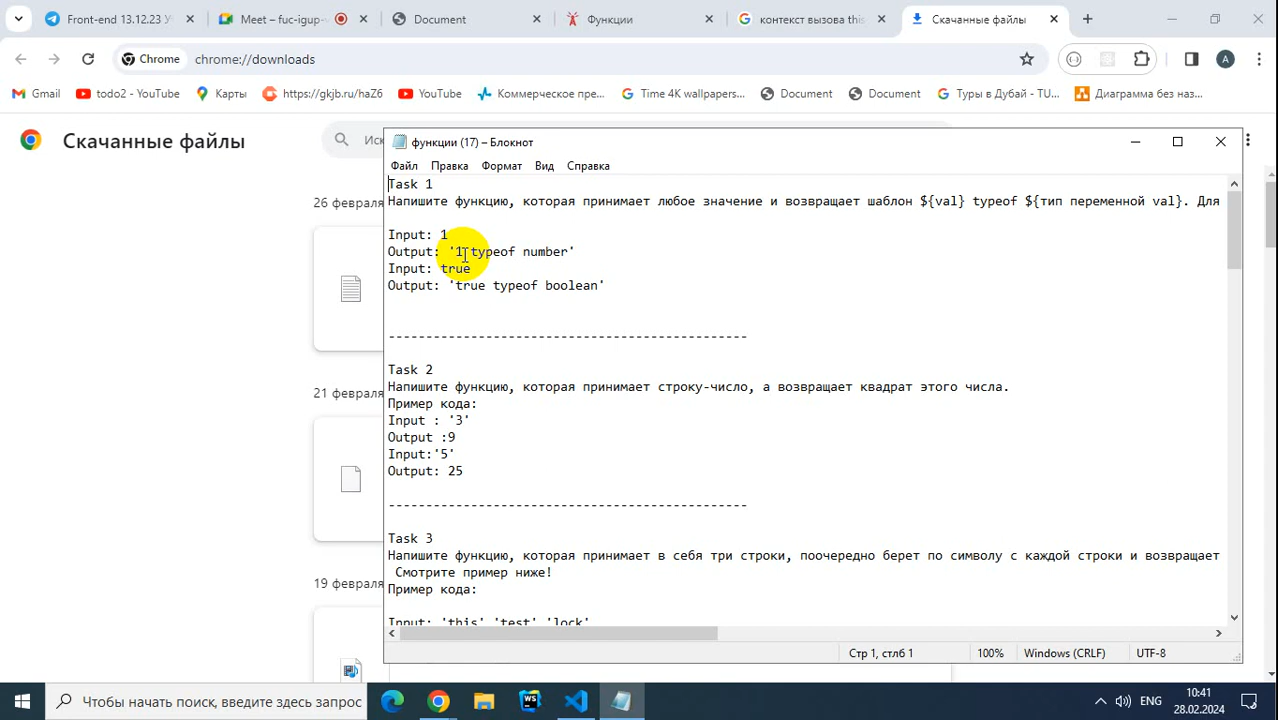 Front-end 13.12.23 У
Meet – fuc-igup-
Document
Функции
контекст вызова this
Скачанные файлы
Chrome
chrome://downloads
A
Gmail
todo2 - YouTube
Карты
https://gkjb.ru/haZ6
YouTube
Коммерческое пре...
Time 4K wallpapers...
Document
Document
Туры в Дубай - TU...
Диаграмма без наз...
Скачанные файлы
Иск
функции (17) – Блокнот
Файл Правка Формат Вид Справка
26 февраля
21 февраля
19 февраля
Task 1
Напишите функцию, которая принимает любое значение и возвращает шаблон ${val} typeof ${тип переменной val}. Для
Input: 1
Output: '1 typeof number'
Input: true
Output: 'true typeof boolean'
------------------------------------------------
Task 2
Напишите функцию, которая принимает строку-число, а возвращает квадрат этого числа.
Пример кода:
Input : '3'
Output :9
Input:'5'
Output: 25
------------------------------------------------
Task 3
Напишите функцию, которая принимает в себя три строки, поочередно берет по символу с каждой строки и возвращает
Смотрите пример ниже!
Пример кода:
Input: 'this' 'test' 'lock'
Стр 1, стлб 1
100%
Windows (CRLF)
UTF-8
Чтобы начать поиск, введите здесь запрос
WS
ENG
10:41
28.02.2024